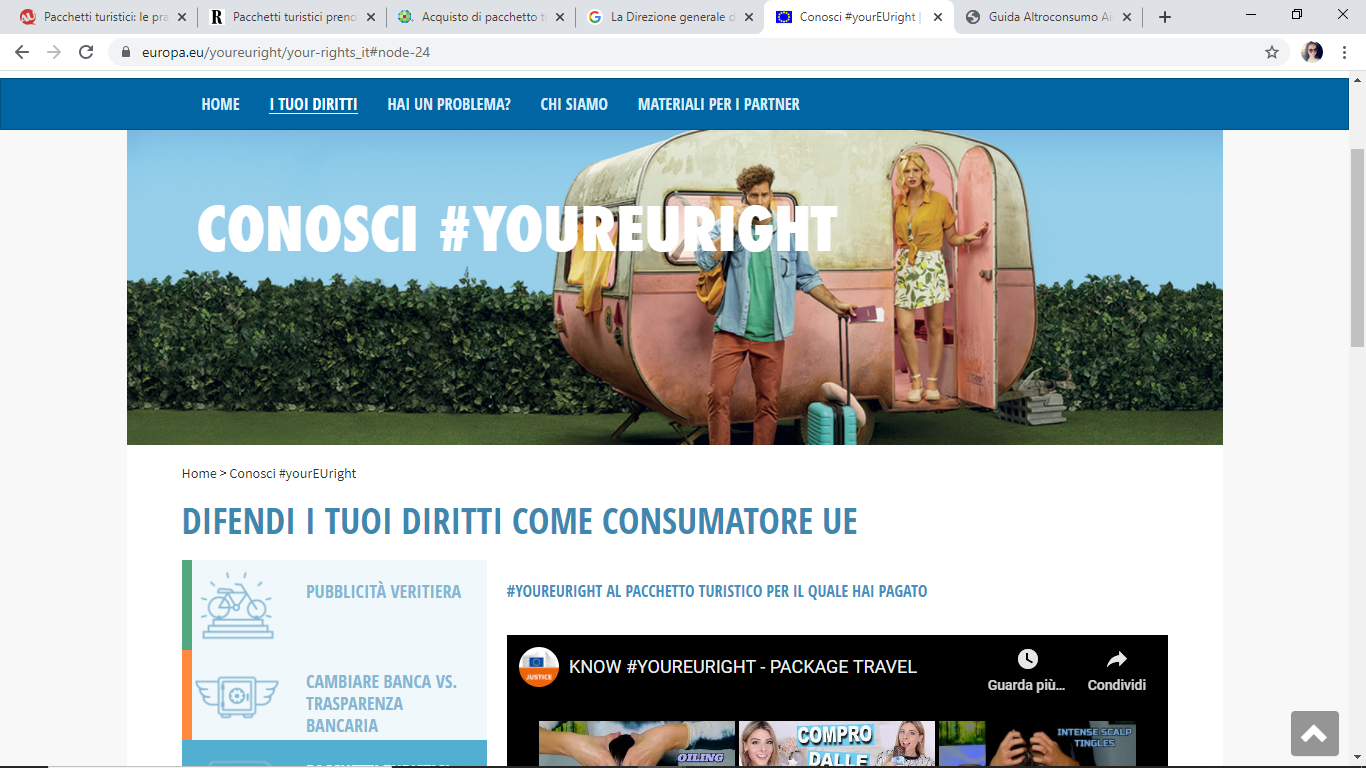 Pacchetti turistici: le pra
Pacchetti turistici preno
Acquisto di pacchetto t
La Direzione generale d
Conosci #yourEUright |
Guida Altroconsumo Ai
europa.eu/youreuright/your-rights_it#node-24
HOME
I TUOI DIRITTI
HAI UN PROBLEMA?
CHI SIAMO
MATERIALI PER I PARTNER
CONOSCI #YOUREURIGHT
Home > Conosci #yourEUright
DIFENDI I TUOI DIRITTI COME CONSUMATORE UE
PUBBLICITÀ VERITIERA
CAMBIARE BANCA VS.
TRASPARENZA
BANCARIA
#YOUREURIGHT AL PACCHETTO TURISTICO PER IL QUALE HAI PAGATO
JUSTICE
KNOW #YOUREURIGHT - PACKAGE TRAVEL
Guarda più...
Condividi
OILING
COMPRO
DALLE
INTENSE SCALP
TINGLES